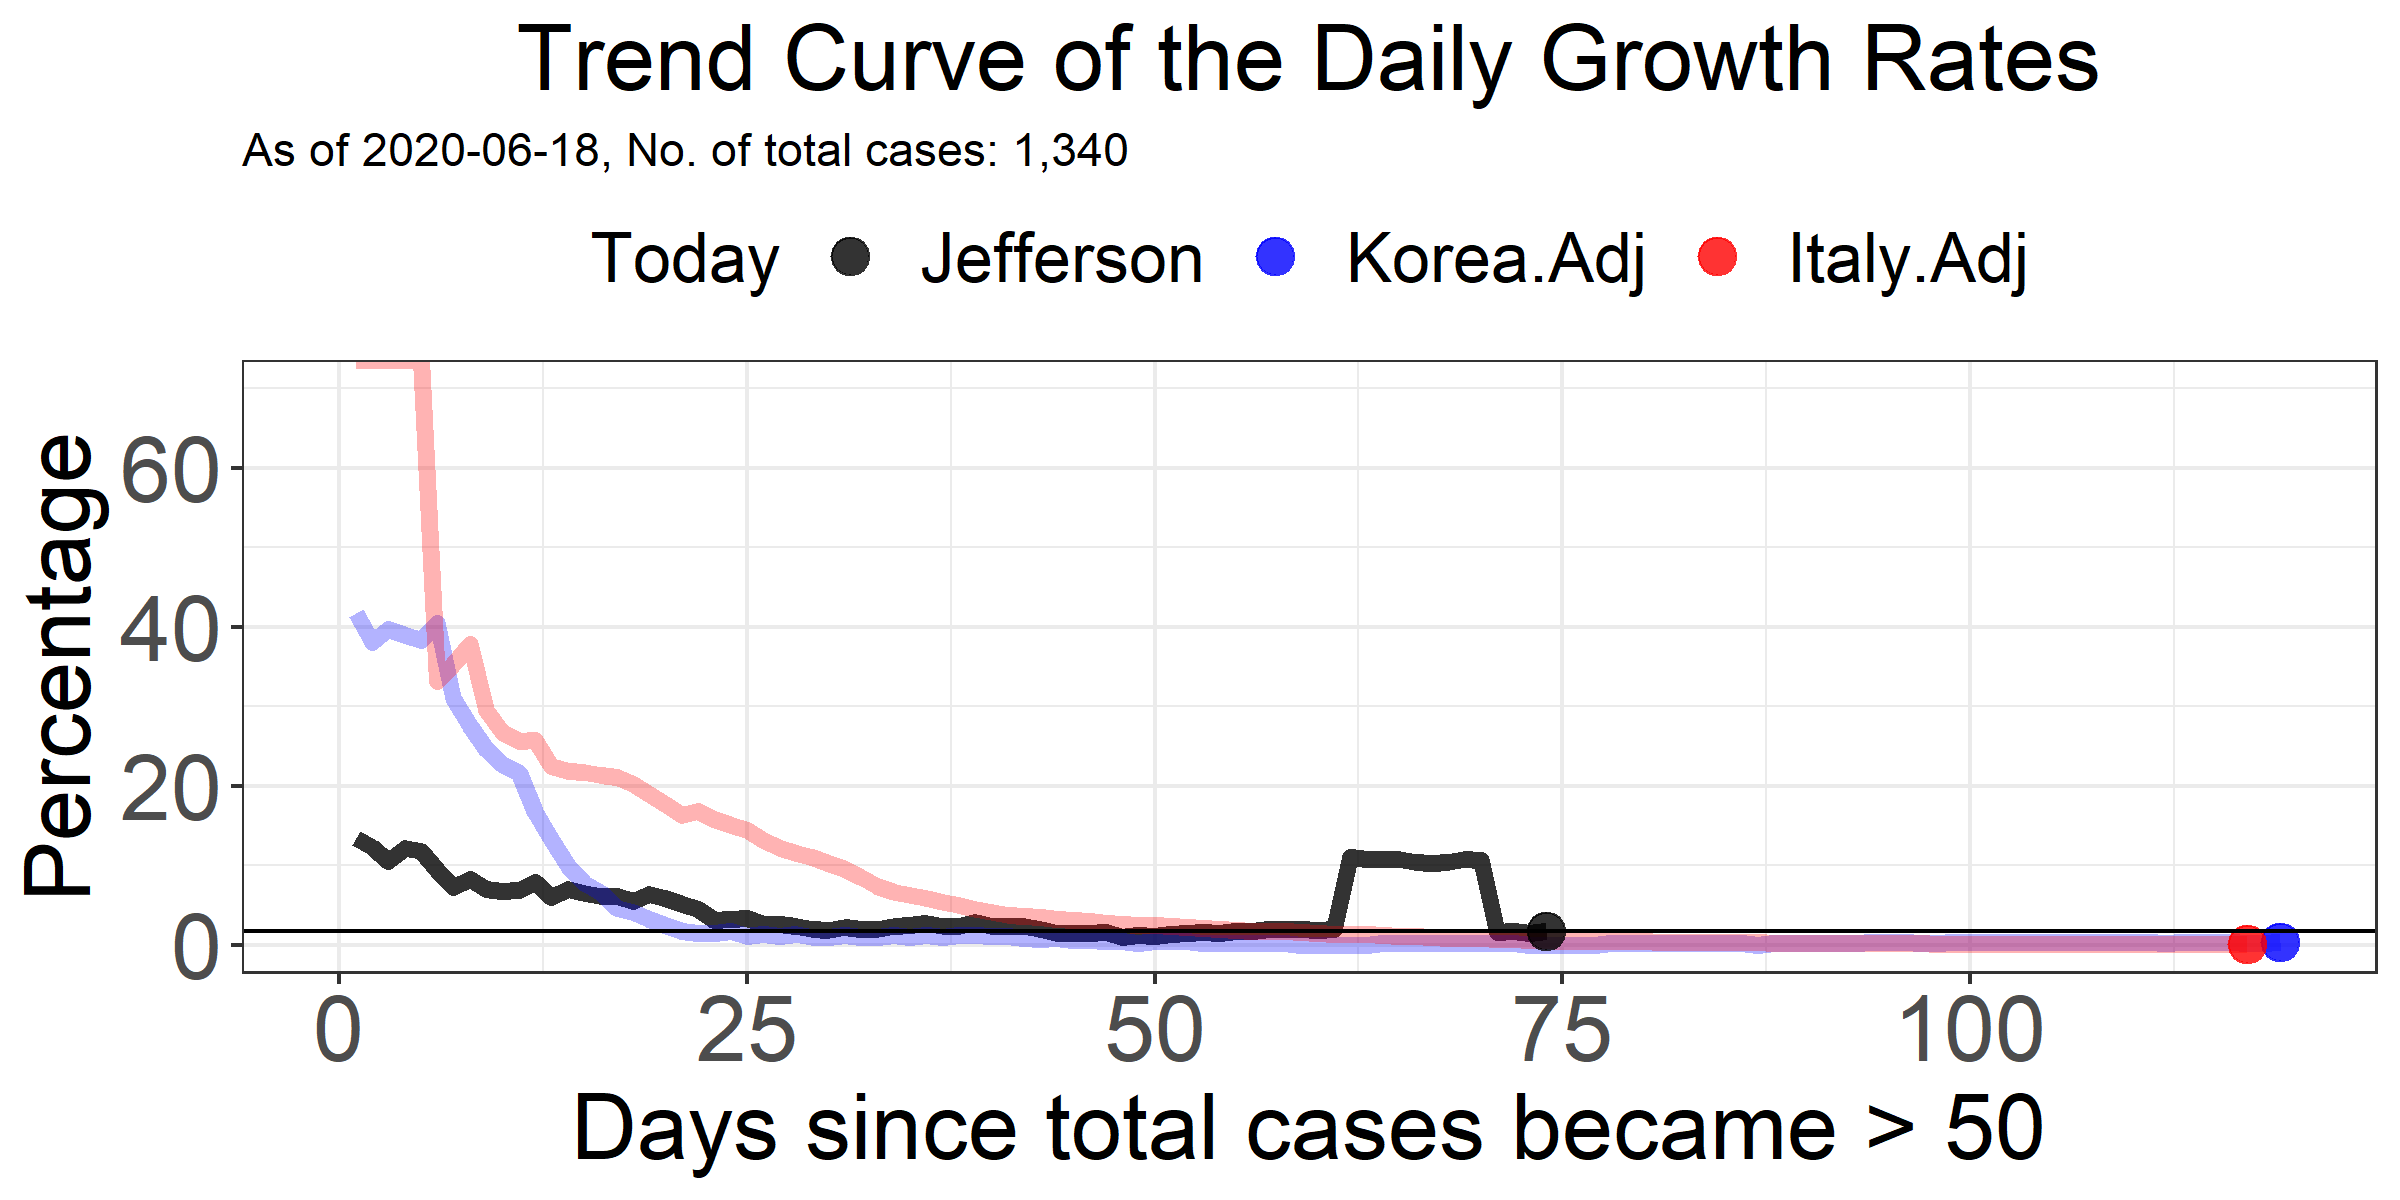 Trend Curve of the Daily Growth Rates
As of 2020-06-18, No. of total cases: 1,340
Today Jefferson Korea.Adj Italy.Adj
Percentage
60
40
20
0
0 25 50 75 100
Days since total cases became > 50